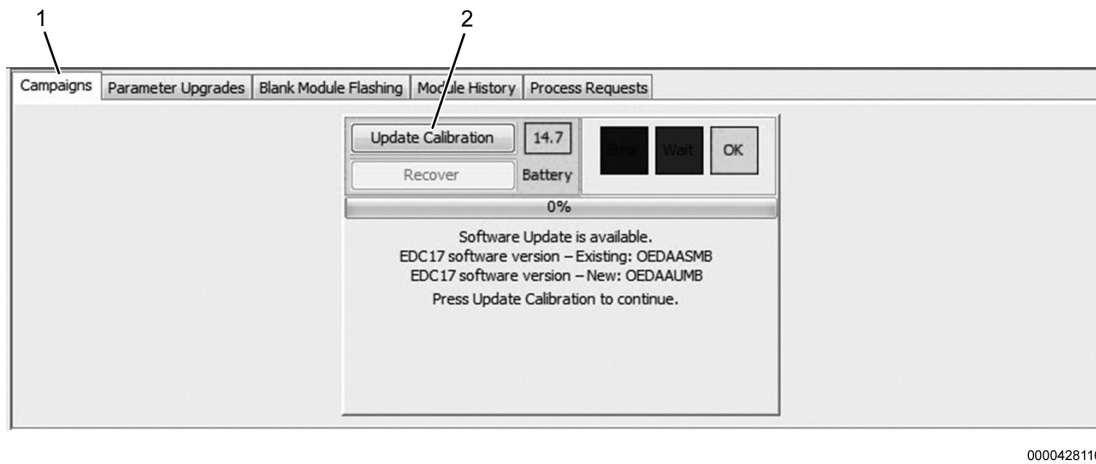 1
2
Campaigns Parameter Upgrades Blank Module Flashing Module History Process Requests
Update Calibration 14.7 Error Wait OK
Recover Battery
0%
Software Update is available.
EDC17 software version – Existing: OEDAASMB
EDC17 software version – New: OEDAAUMB
Press Update Calibration to continue.
0000428116